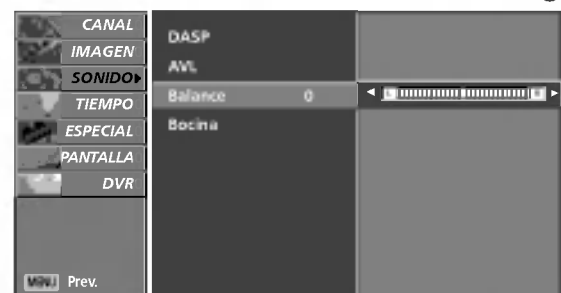 CANAL
IMAGEN
SONIDO
TIEMPO
ESPECIAL
PANTALLA
DVR
MENU Prev.
DASP
AVL
Balance 0
Bocina
L R